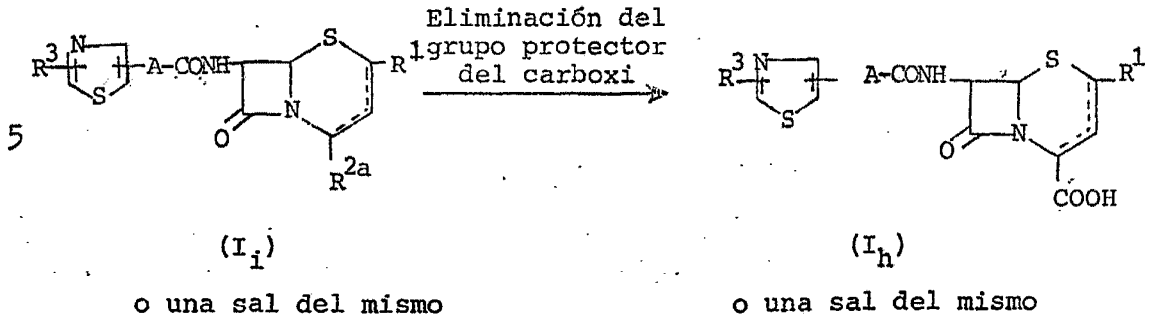 Eliminación del
grupo protector
del carboxi
R³ N S A-CONH S R¹ O N R²ᵃ
R³ N S A-CONH S R¹ O N COOH
5
(Iᵢ)
(Iₕ)
o una sal del mismo
o una sal del mismo